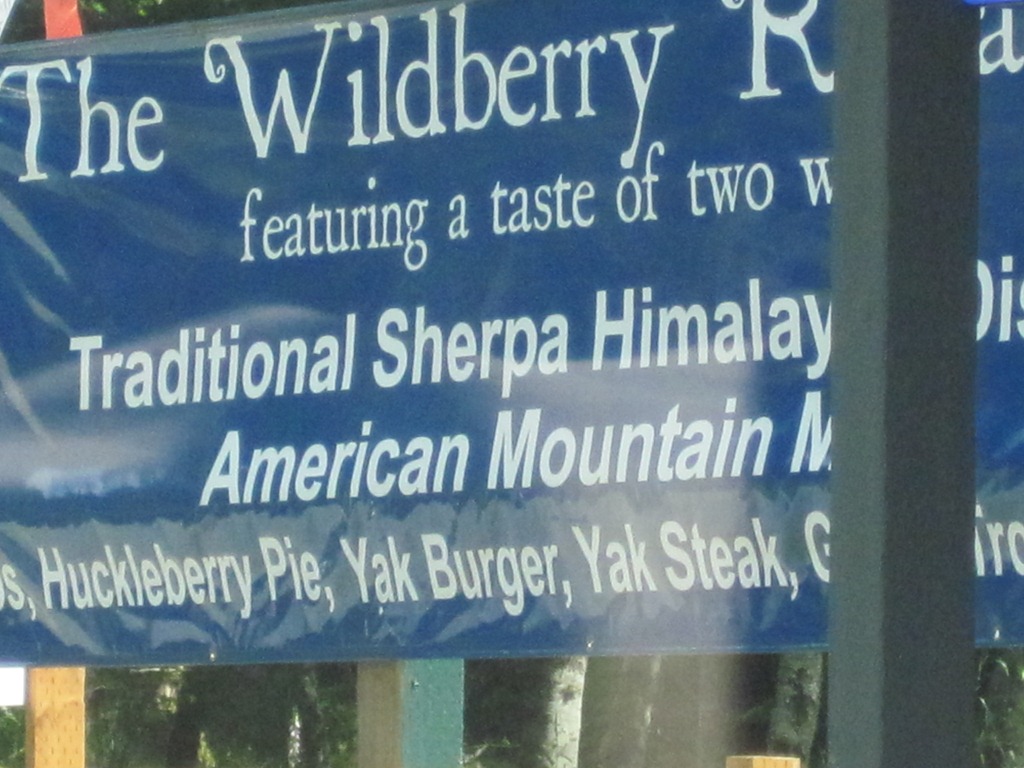 The Wildberry
featuring a taste of two
Traditional Sherpa Himalay
American Mountain
Huckleberry Pie, Yak Burger, Yak Steak,